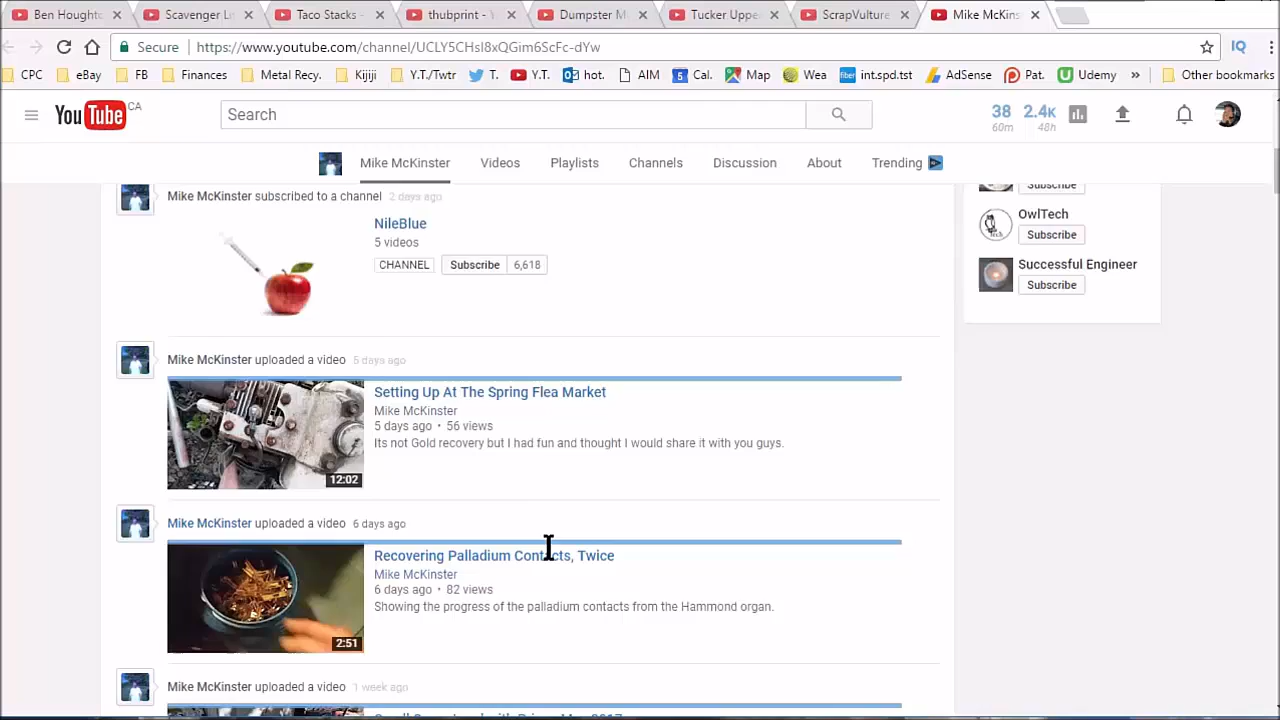 Ben Hought
Scavenger L
Taco Stacks -
thubprint - Y
Dumpster M
Tucker Uppe
ScrapVulture
Mike McKins
Secure
https://www.youtube.com/channel/UCLY5CHsl8xQGim6ScFc-dYw
IQ
CPC
eBay
FB
Finances
Metal Recy.
Kijiji
Y.T./Twtr
T.
Y.T.
hot.
AIM
5 Cal.
Map
Wea
fiber int.spd.tst
AdSense
Pat.
Udemy
»
Other bookmarks
YouTube CA
Search
38
60m
2.4K
48h
Mike McKinster
Videos
Playlists
Channels
Discussion
About
Trending
Mike McKinster subscribed to a channel 2 days ago
NileBlue
5 videos
CHANNEL
Subscribe 6,618
Subscribe
OwlTech
Subscribe
Successful Engineer
Subscribe
Mike McKinster uploaded a video 5 days ago
Setting Up At The Spring Flea Market
Mike McKinster
5 days ago • 56 views
Its not Gold recovery but I had fun and thought I would share it with you guys.
12:02
Mike McKinster uploaded a video 6 days ago
Recovering Palladium Contacts, Twice
Mike McKinster
6 days ago • 82 views
Showing the progress of the palladium contacts from the Hammond organ.
2:51
Mike McKinster uploaded a video 1 week ago